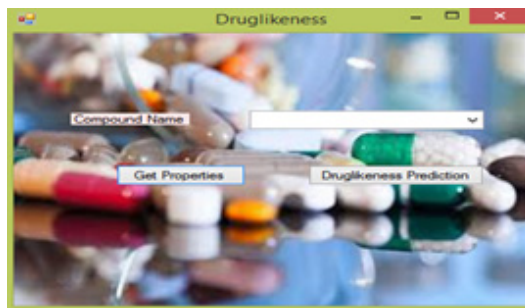 Druglikeness
Compound Name
Get Properties
Druglikeness Prediction